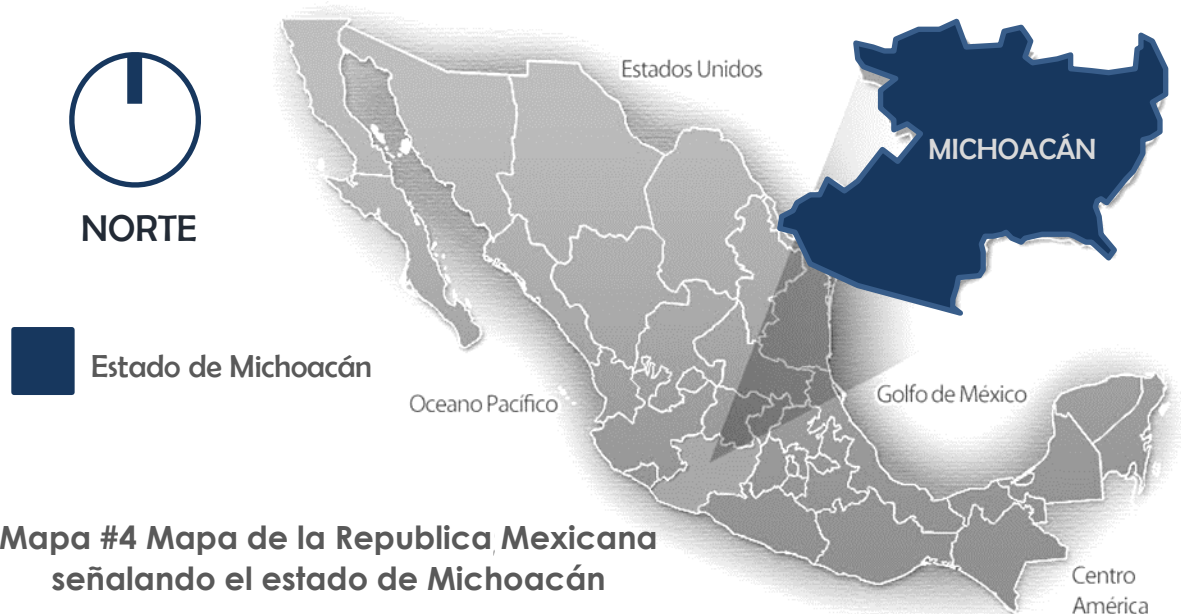 Estados Unidos
MICHOACÁN
NORTE
Estado de Michoacán
Oceano Pacífico
Golfo de México
Mapa #4 Mapa de la Republica Mexicana
señalando el estado de Michoacán
Centro
América